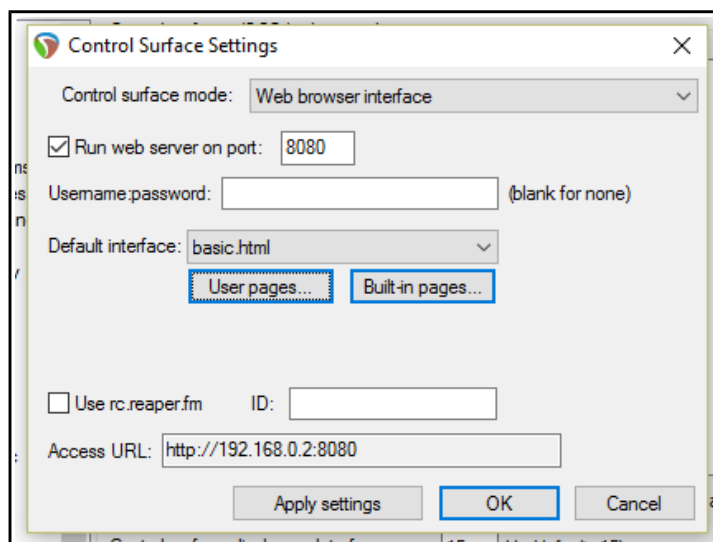 Control Surface Settings
Control surface mode: Web browser interface
Run web server on port: 8080
Username:password: (blank for none)
Default interface: basic.html
User pages... Built-in pages...
Use rc.reaper.fm ID:
Access URL: http://192.168.0.2:8080
Apply settings OK Cancel